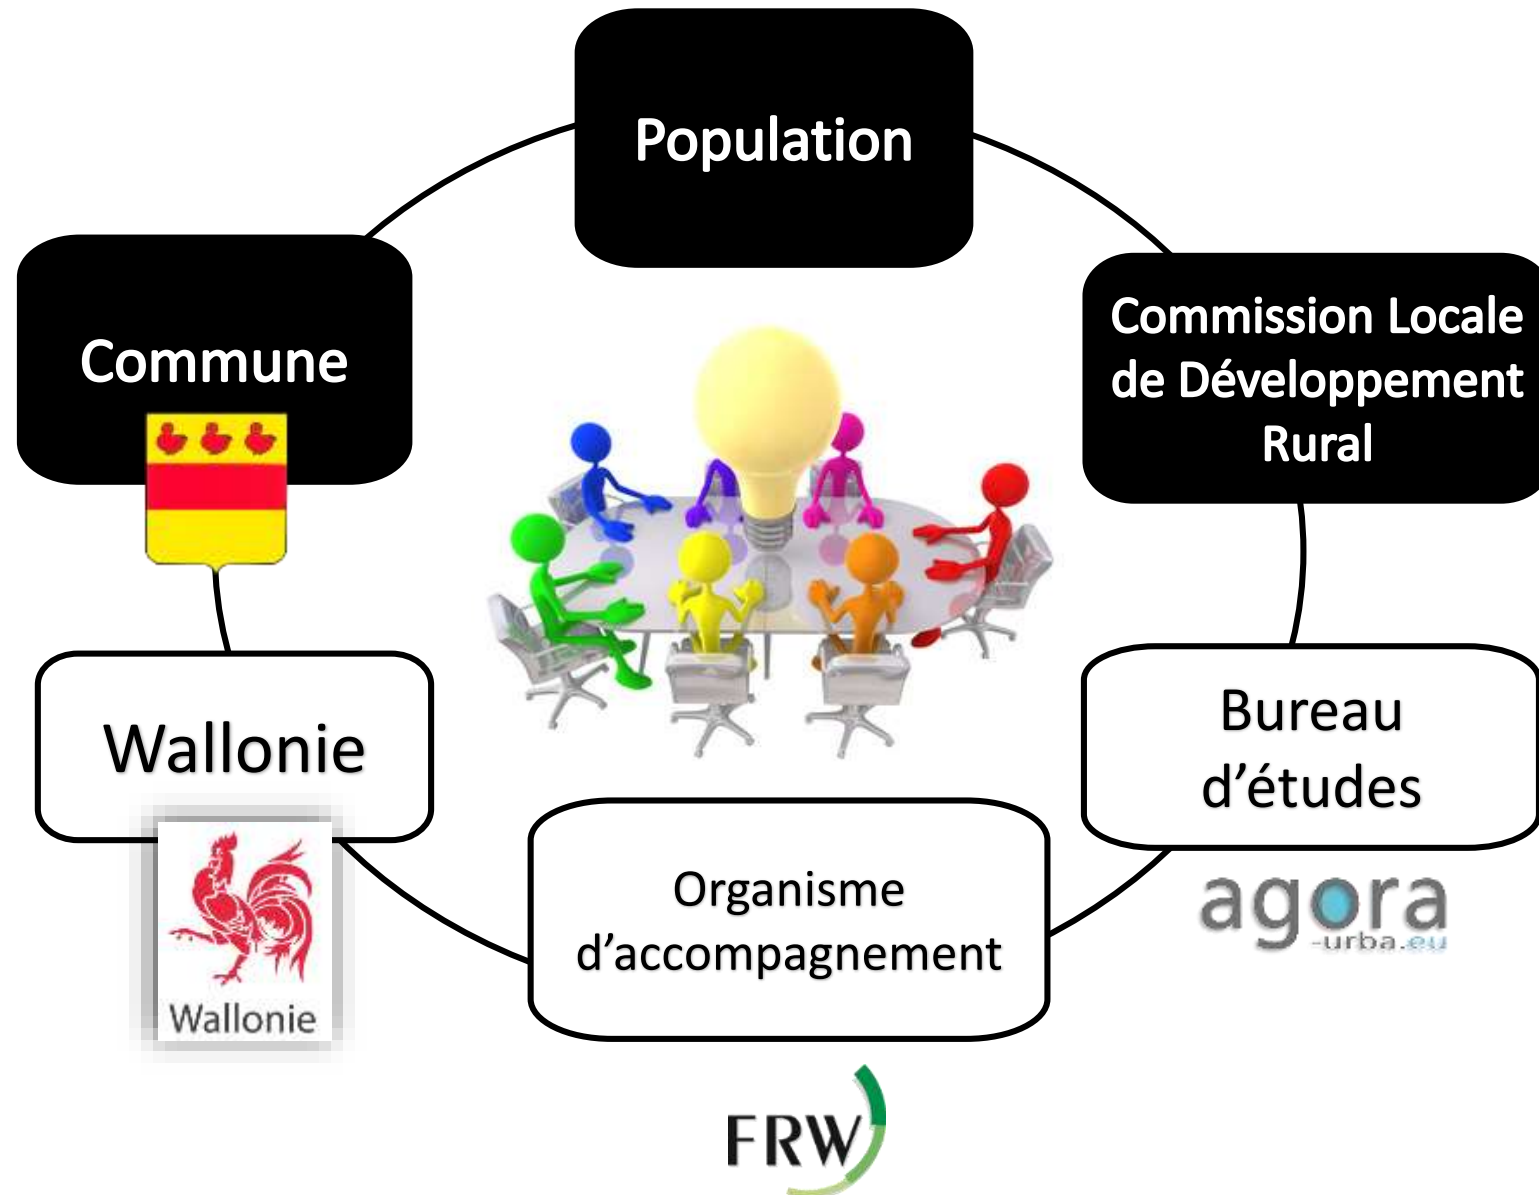 Population
Commune
Commission Locale
de Développement
Rural
Wallonie
Wallonie
Organisme
d'accompagnement
FRW
Bureau
d'études
agora
-urba.eu